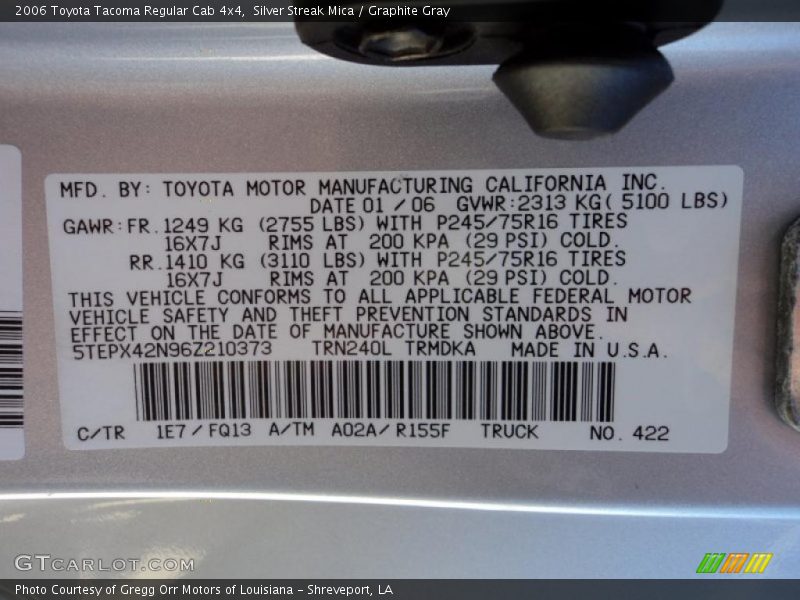 2006 Toyota Tacoma Regular Cab 4x4, Silver Streak Mica / Graphite Gray
MFD. BY: TOYOTA MOTOR MANUFACTURING CALIFORNIA INC.
DATE 01 / 06 GVWR:2313 KG( 5100 LBS)
GAWR:FR. 1249 KG (2755 LBS) WITH P245/75R16 TIRES
16X7J RIMS AT 200 KPA (29 PSI) COLD.
RR. 1410 KG (3110 LBS) WITH P245/75R16 TIRES
16X7J RIMS AT 200 KPA (29 PSI) COLD.
THIS VEHICLE CONFORMS TO ALL APPLICABLE FEDERAL MOTOR
VEHICLE SAFETY AND THEFT PREVENTION STANDARDS IN
EFFECT ON THE DATE OF MANUFACTURE SHOWN ABOVE.
5TEPX42N96Z210373 TRN240L TRMDKA MADE IN U.S.A.
C/TR 1E7 / FQ13 A/TM A02A / R155F TRUCK NO. 422
GTCarLot.com
Photo Courtesy of Gregg Orr Motors of Louisiana - Shreveport, LA